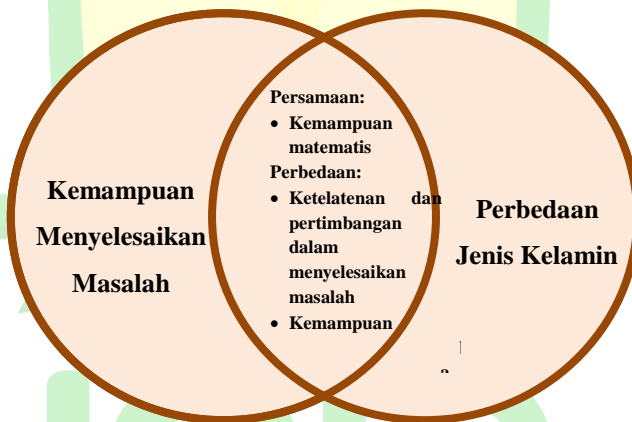 Kemampuan
Menyelesaikan
Masalah
Persamaan:
• Kemampuan
matematis
Perbedaan:
• Ketelatenan dan
pertimbangan
dalam
menyelesaikan
masalah
• Kemampuan
Perbedaan
Jenis Kelamin